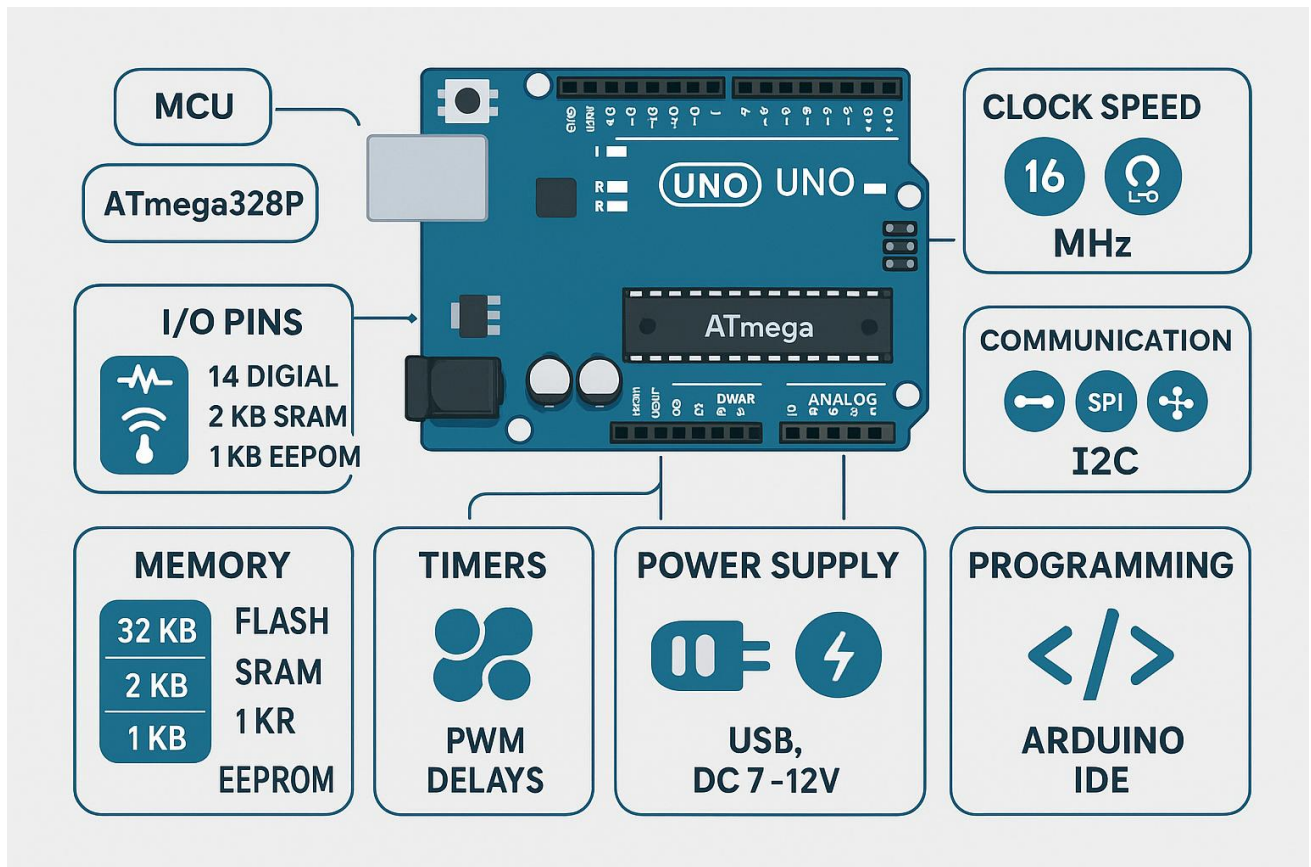 MCU
ATmega328P
I/O PINS
14 DIGIAL
2 KB SRAM
1 KB EEPOM
I
R
R
UNO UNO
ATmega
DWAR
ANALOG
CLOCK SPEED
16
MHz
COMMUNICATION
SPI
I2C
MEMORY
32 KB FLASH
2 KB SRAM
1 KR
1 KB
EEPROM
TIMERS
PWM
DELAYS
POWER SUPPLY
USB,
DC 7-12V
PROGRAMMING
</>
ARDUINO
IDE